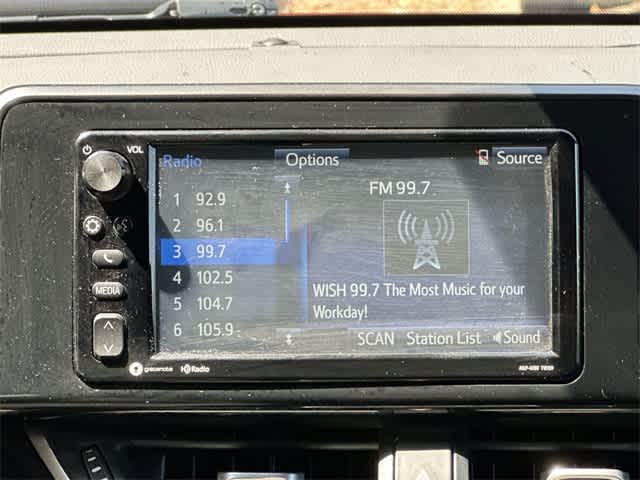 VOL
Radio
Options
Source
1 92.9
2 96.1
3 99.7
4 102.5
5 104.7
6 105.9
FM 99.7
WISH 99.7 The Most Music for your
Workday!
SCAN
Station List
Sound
MEDIA
gracenote
HD Radio